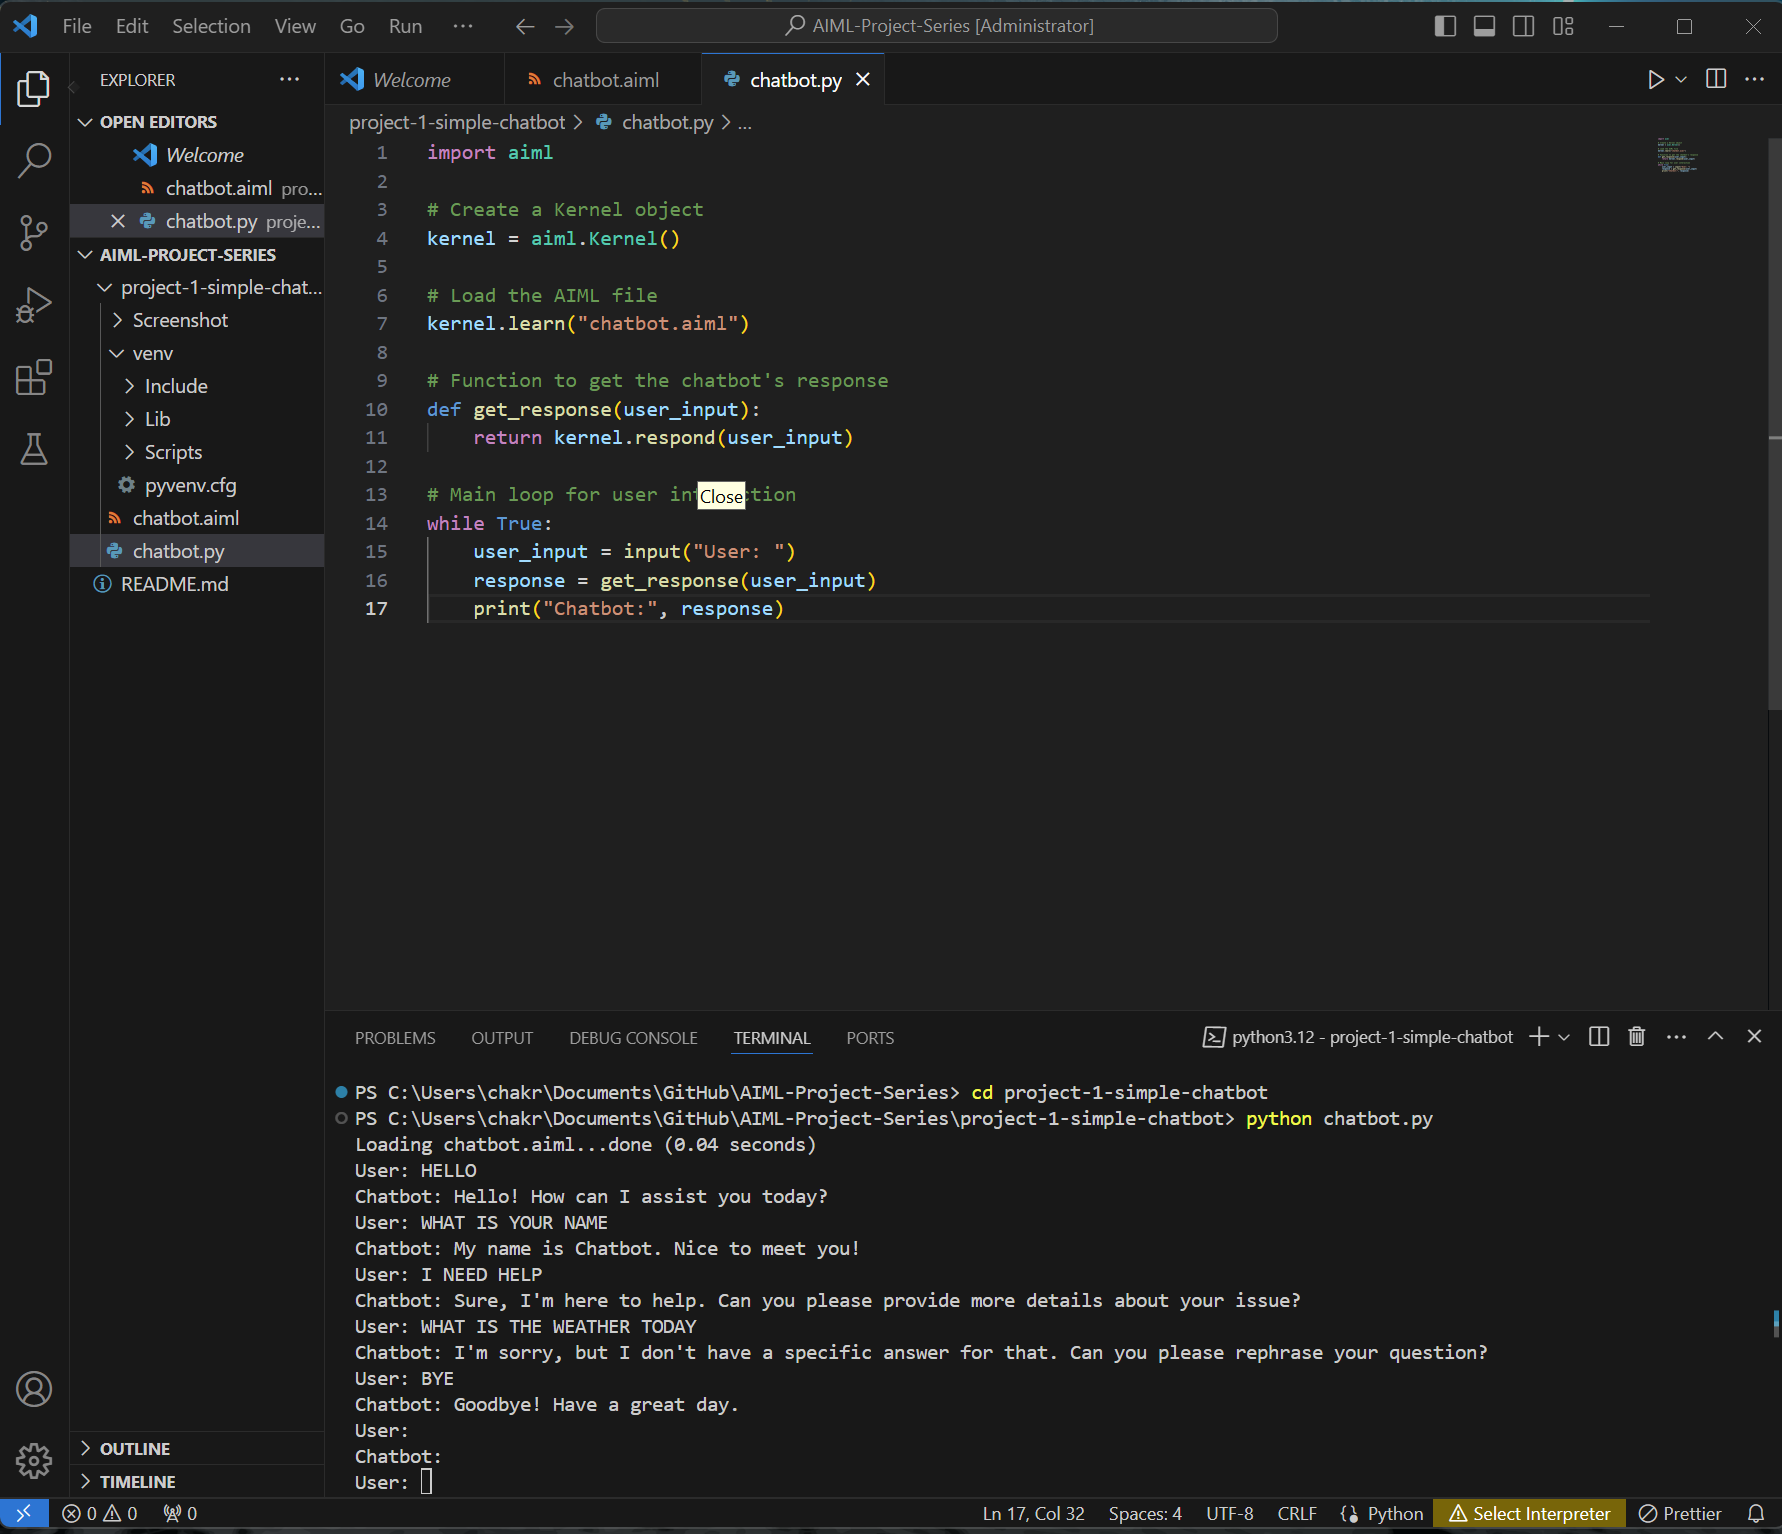 File Edit Selection View Go Run ··· AIML-Project-Series [Administrator]
EXPLORER ···
OPEN EDITORS
Welcome
chatbot.aiml pro...
chatbot.py proje...
AIML-PROJECT-SERIES
project-1-simple-chat...
Screenshot
venv
Include
Lib
Scripts
pyvenv.cfg
chatbot.aiml
chatbot.py
README.md
OUTLINE
TIMELINE
Welcome chatbot.aiml chatbot.py
project-1-simple-chatbot > chatbot.py > ...
1 import aiml
2
3 # Create a Kernel object
4 kernel = aiml.Kernel()
5
6 # Load the AIML file
7 kernel.learn("chatbot.aiml")
8
9 # Function to get the chatbot's response
10 def get_response(user_input):
11     return kernel.respond(user_input)
12
13 # Main loop for user int Close tion
14 while True:
15     user_input = input("User: ")
16     response = get_response(user_input)
17     print("Chatbot:", response)
PROBLEMS OUTPUT DEBUG CONSOLE TERMINAL PORTS python3.12 - project-1-simple-chatbot
PS C:\Users\chakr\Documents\GitHub\AIML-Project-Series> cd project-1-simple-chatbot
PS C:\Users\chakr\Documents\GitHub\AIML-Project-Series\project-1-simple-chatbot> python chatbot.py
Loading chatbot.aiml...done (0.04 seconds)
User: HELLO
Chatbot: Hello! How can I assist you today?
User: WHAT IS YOUR NAME
Chatbot: My name is Chatbot. Nice to meet you!
User: I NEED HELP
Chatbot: Sure, I'm here to help. Can you please provide more details about your issue?
User: WHAT IS THE WEATHER TODAY
Chatbot: I'm sorry, but I don't have a specific answer for that. Can you please rephrase your question?
User: BYE
Chatbot: Goodbye! Have a great day.
User:
Chatbot:
User:
0 0 0 Ln 17, Col 32 Spaces: 4 UTF-8 CRLF Python Select Interpreter Prettier